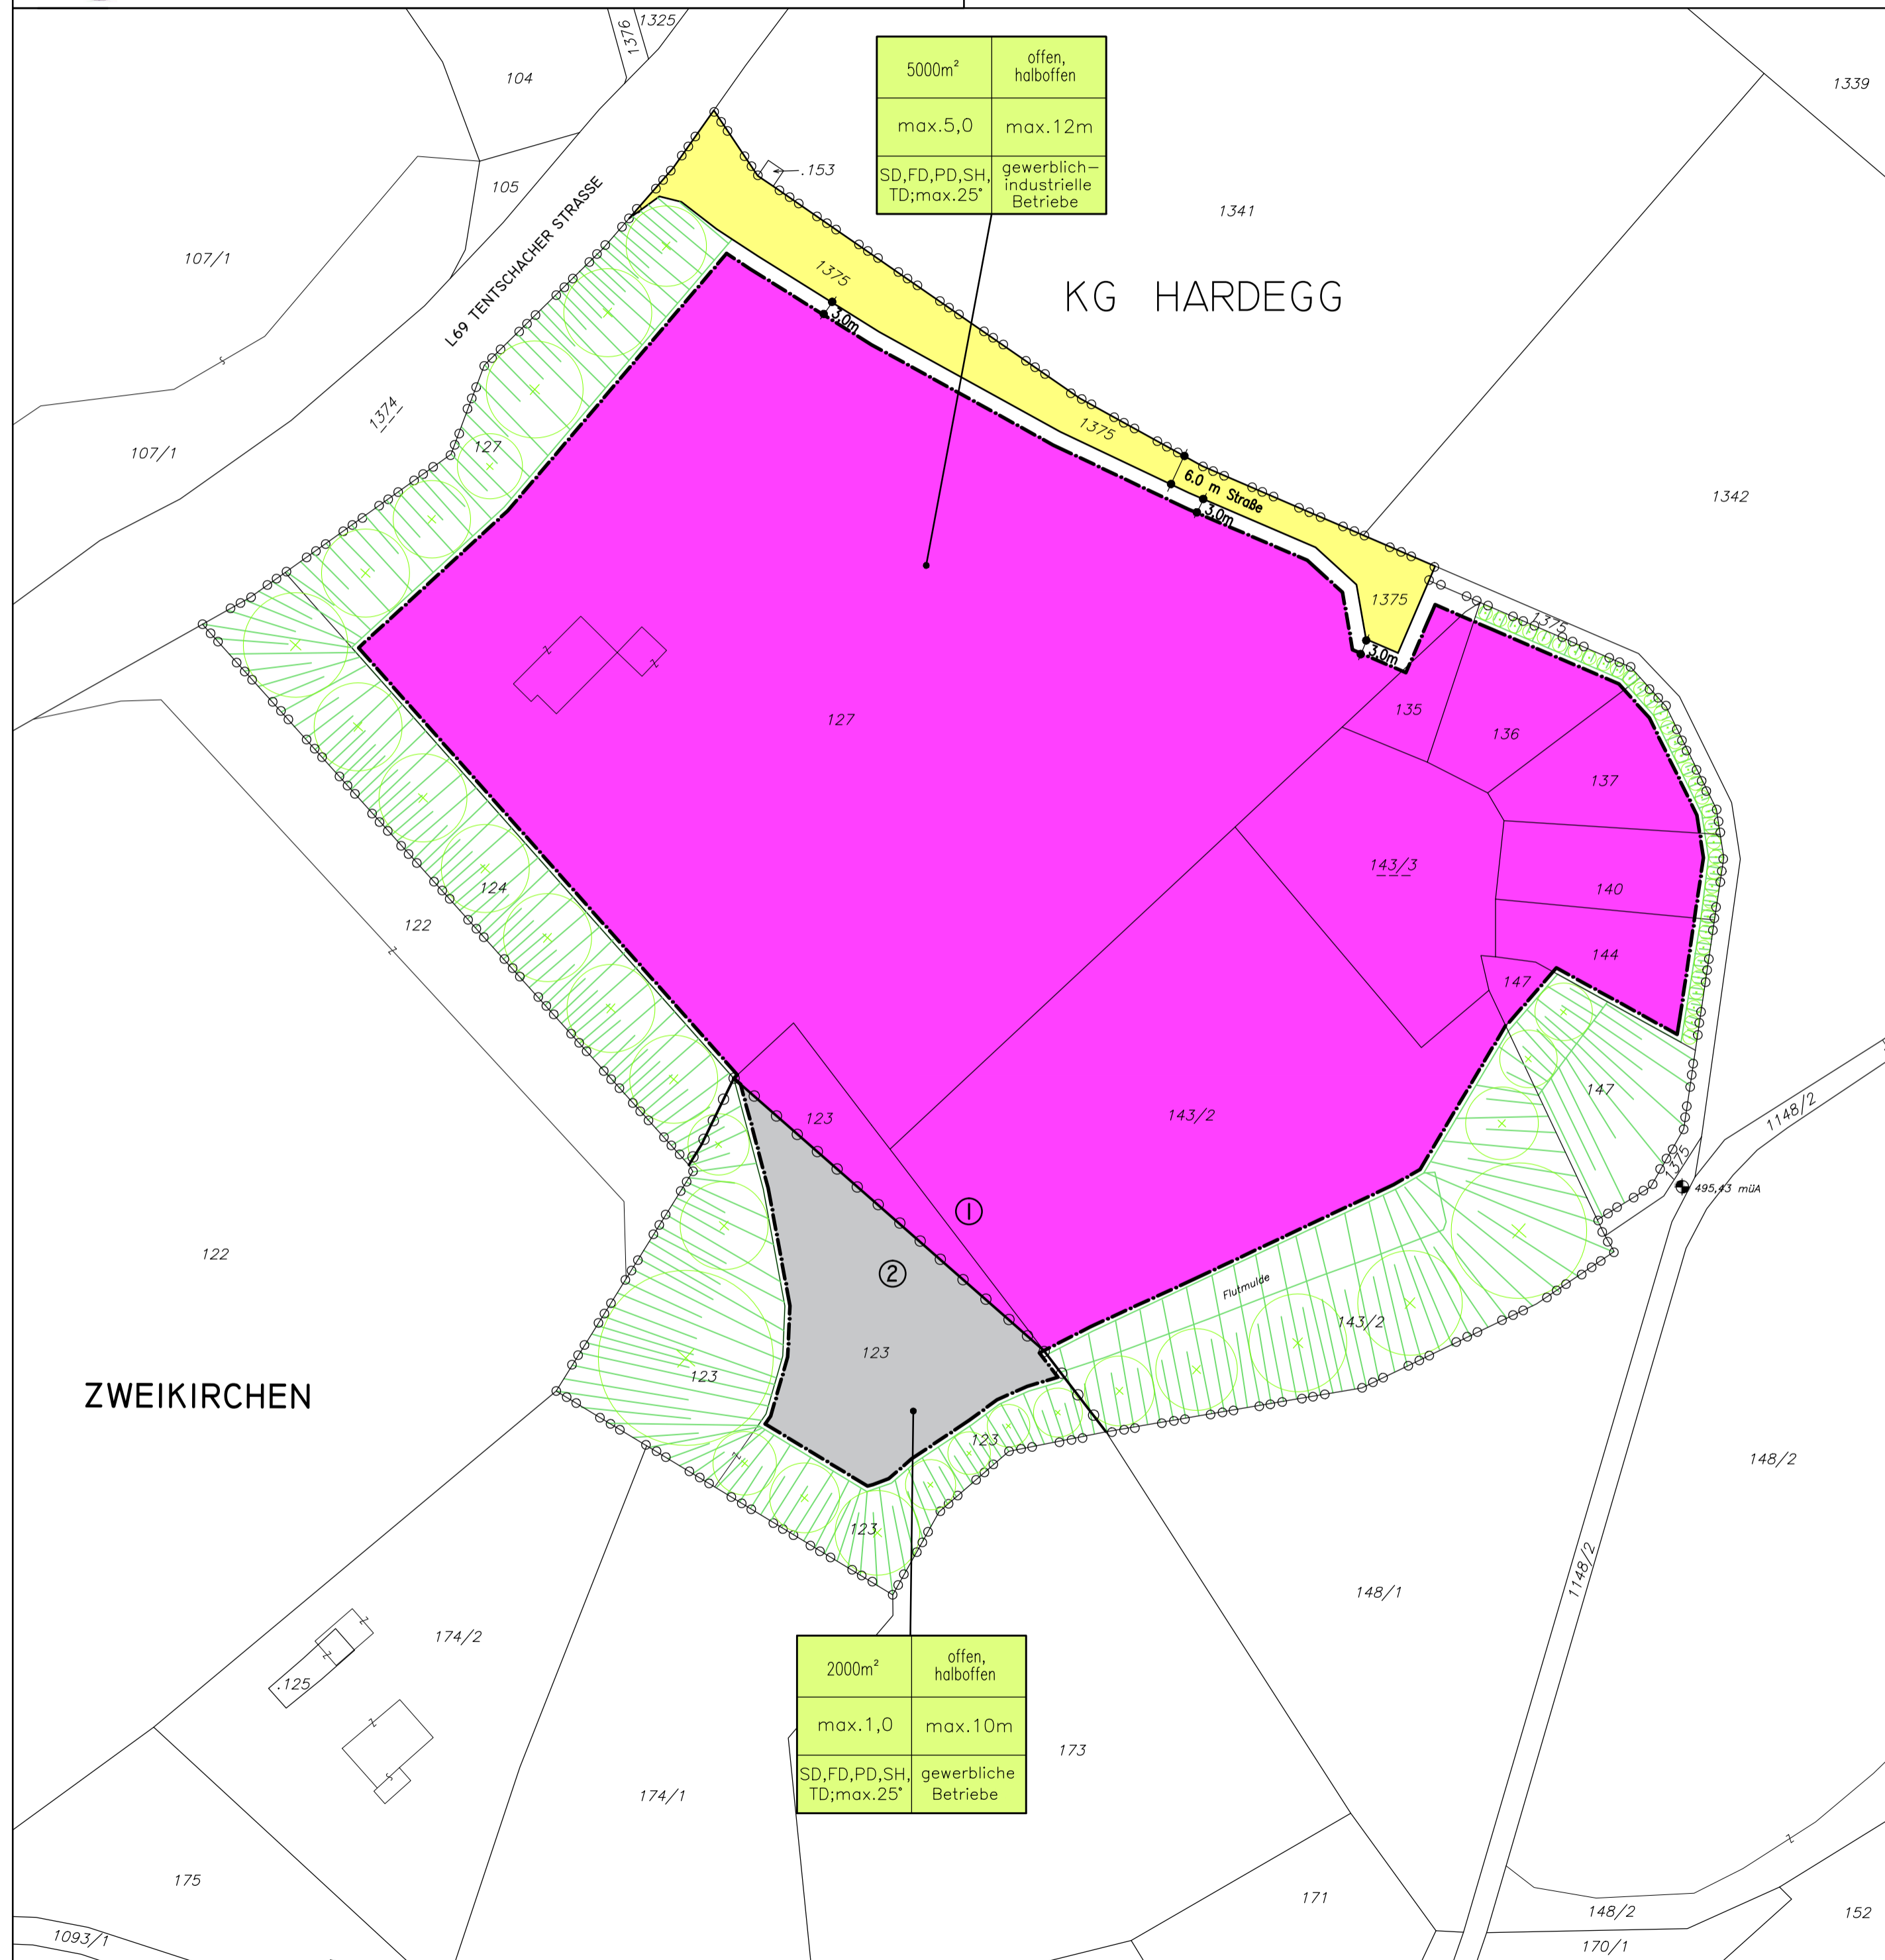 1376
1325
104
1339
5000m²
offen,
halboffen
max.5,0
max.12m
SD,FD,PD,SH,
TD;max.25°
gewerblich–
industrielle
Betriebe
.153
105
1341
107/1
L69 TENTSCHACHER STRASSE
1375
KG HARDEGG
3,0m
1374
127
107/1
1375
6.0 m Straße
3,0m
1342
1375
1375
3,0m
127
135
136
137
124
122
143/3
140
144
147
147
123
143/2
1148/2
1375
495,43 müA
1
2
122
Flutmulde
143/2
123
123
ZWEIKIRCHEN
123
148/2
123
148/1
1148/2
174/2
.125
2000m²
offen,
halboffen
max.1,0
max.10m
SD,FD,PD,SH,
TD;max.25°
gewerbliche
Betriebe
173
174/1
175
171
148/2
152
1093/1
170/1